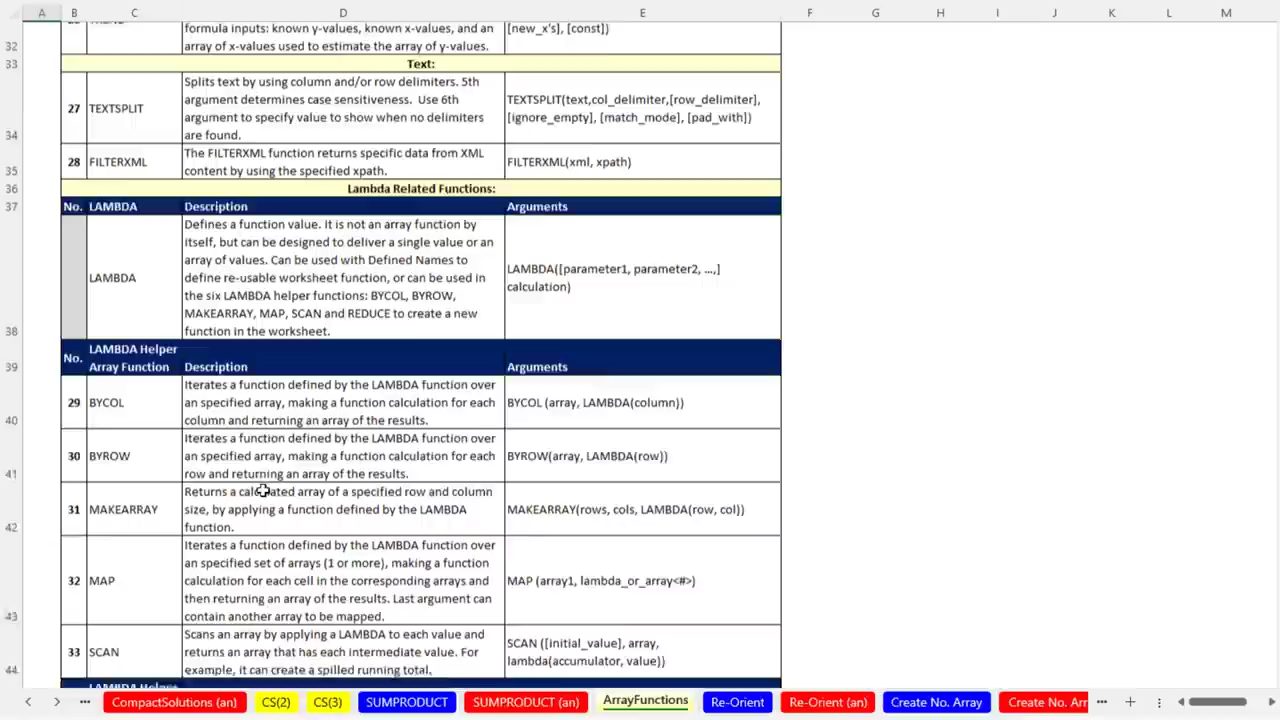 A B C D E F G H I J K L M
formula inputs: known y-values, known x-values, and an
array of x-values used to estimate the array of y-values.
[new_x's], [const])
32
33 Text:
27 TEXTSPLIT
Splits text by using column and/or row delimiters. 5th
argument determines case sensitiveness. Use 6th
argument to specify value to show when no delimiters
are found.
TEXTSPLIT(text,col_delimiter,[row_delimiter],
[ignore_empty], [match_mode], [pad_with])
34
28 FILTERXML
The FILTERXML function returns specific data from XML
content by using the specified xpath.
FILTERXML(xml, xpath)
35
36 Lambda Related Functions:
37 No. LAMBDA Description Arguments
LAMBDA
Defines a function value. It is not an array function by
itself, but can be designed to deliver a single value or an
array of values. Can be used with Defined Names to
define re-usable worksheet function, or can be used in
the six LAMBDA helper functions: BYCOL, BYROW,
MAKEARRAY, MAP, SCAN and REDUCE to create a new
function in the worksheet.
LAMBDA([parameter1, parameter2, …,]
calculation)
38
No. LAMBDA Helper
Array Function Description Arguments
39
29 BYCOL
Iterates a function defined by the LAMBDA function over
an specified array, making a function calculation for each
column and returning an array of the results.
BYCOL (array, LAMBDA(column))
40
30 BYROW
Iterates a function defined by the LAMBDA function over
an specified array, making a function calculation for each
row and returning an array of the results.
BYROW(array, LAMBDA(row))
41
31 MAKEARRAY
Returns a calculated array of a specified row and column
size, by applying a function defined by the LAMBDA
function.
MAKEARRAY(rows, cols, LAMBDA(row, col))
42
32 MAP
Iterates a function defined by the LAMBDA function over
an specified set of arrays (1 or more), making a function
calculation for each cell in the corresponding arrays and
then returning an array of the results. Last argument can
contain another array to be mapped.
MAP (array1, lambda_or_array<#>)
43
33 SCAN
Scans an array by applying a LAMBDA to each value and
returns an array that has each intermediate value. For
example, it can create a spilled running total.
SCAN ([initial_value], array,
lambda(accumulator, value))
44
CompactSolutions (an) CS(2) CS(3) SUMPRODUCT SUMPRODUCT (an) ArrayFunctions Re-Orient Re-Orient (an) Create No. Array Create No. Arr